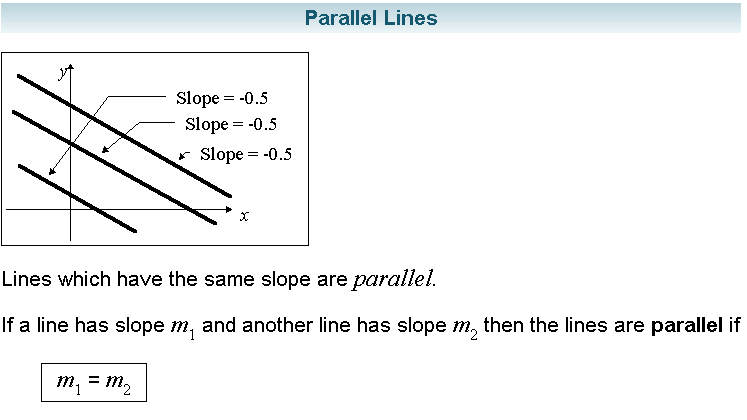 Parallel Lines
y
Slope = -0.5
Slope = -0.5
Slope = -0.5
x
Lines which have the same slope are parallel.
If a line has slope m₁ and another line has slope m₂ then the lines are parallel if
m₁ = m₂